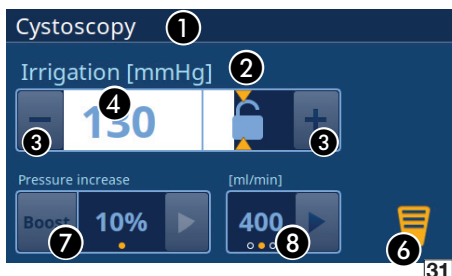 Cystoscopy 1
Irrigation [mmHg] 2
− 130 +
4
3 3
Pressure increase [ml/min]
Boost 10% 400
7 8 6
31